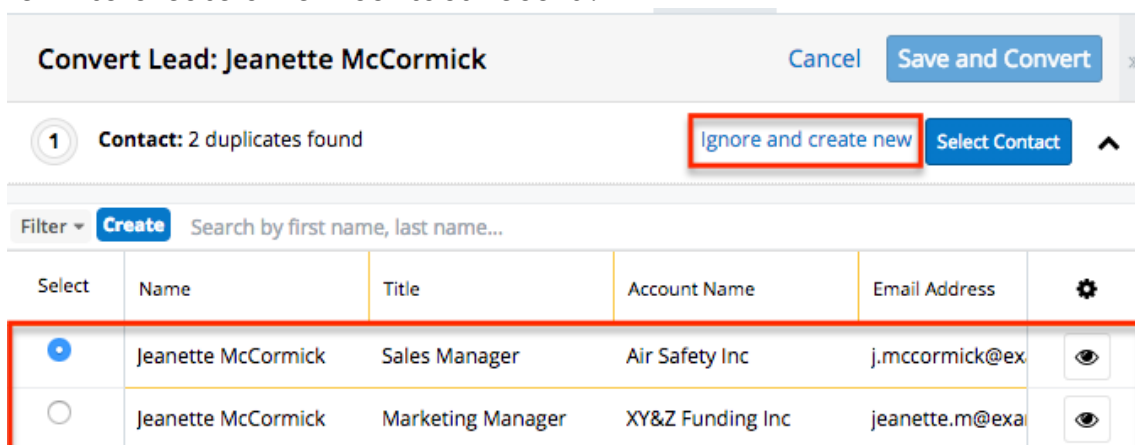 Convert Lead: Jeanette McCormick Cancel Save and Convert
1 Contact: 2 duplicates found Ignore and create new Select Contact
Filter Create Search by first name, last name...
Select Name Title Account Name Email Address
Jeanette McCormick Sales Manager Air Safety Inc j.mccormick@ex
Jeanette McCormick Marketing Manager XY&Z Funding Inc jeanette.m@exa